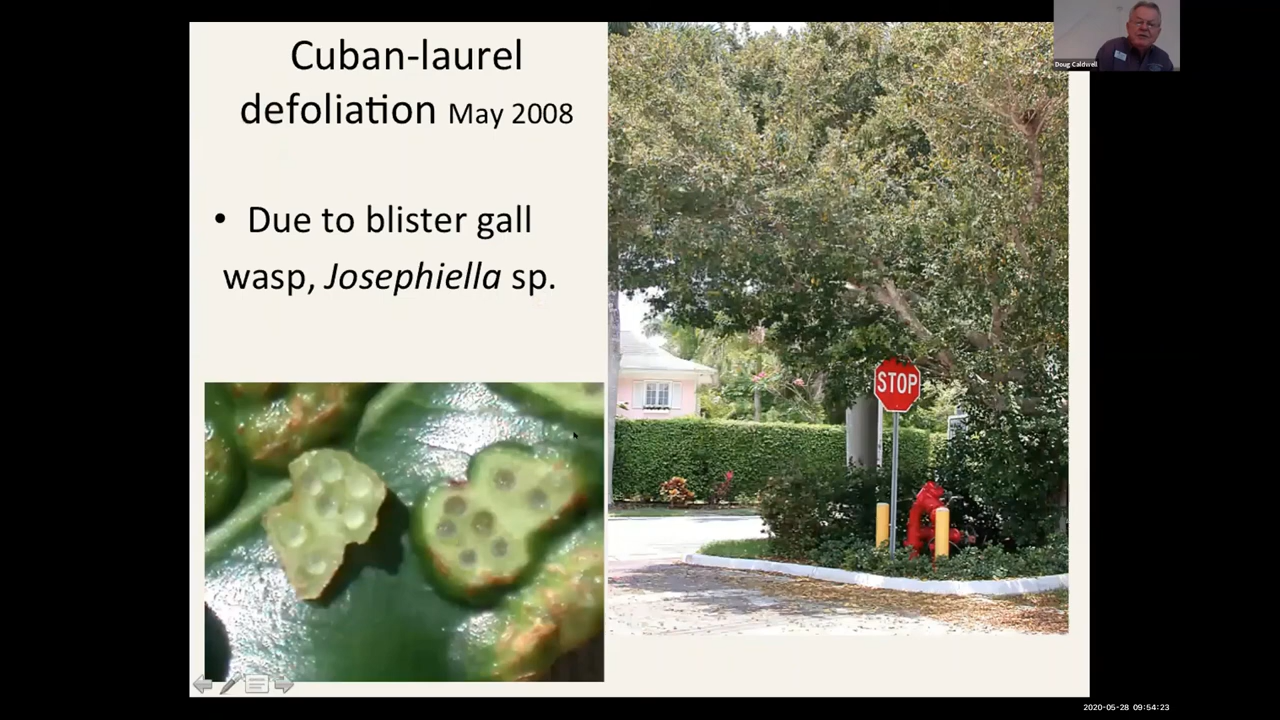 Cuban-laurel
defoliation May 2008
• Due to blister gall
wasp, Josephiella sp.
STOP
Doug Caldwell
2020-05-28 09:54:23